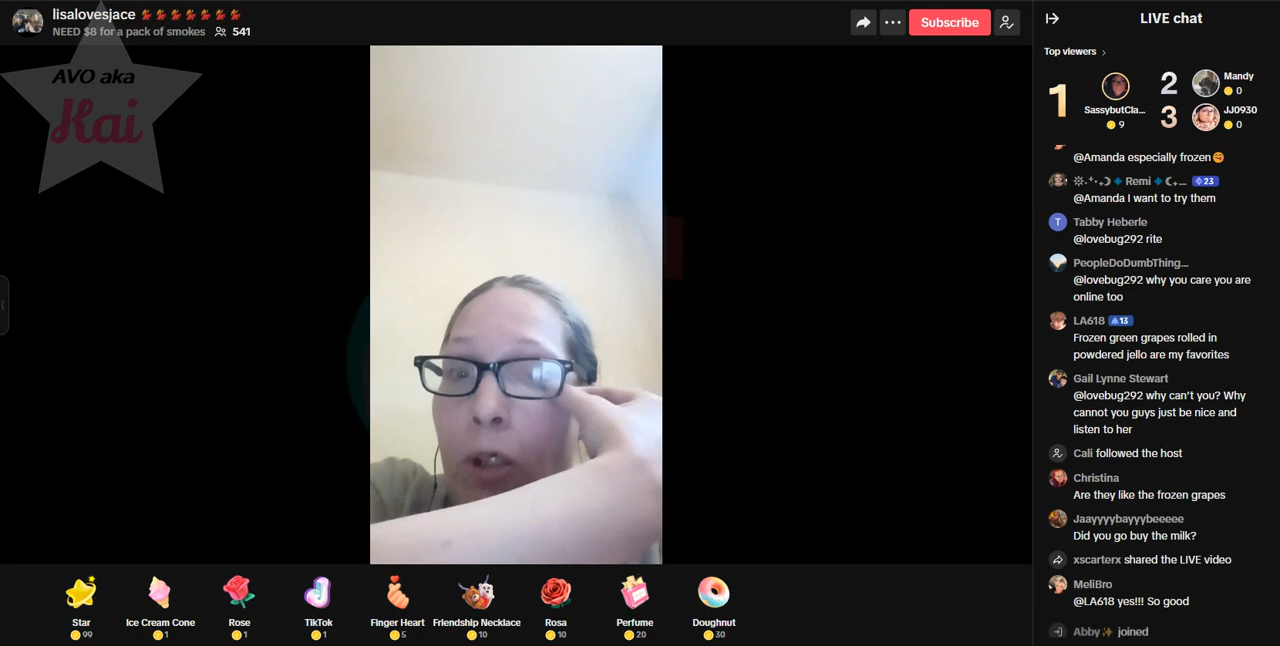 lisalovesjace
NEED $8 for a pack of smokes 541
Subscribe
LIVE chat
AVO aka
Kai
Top viewers
1
SassybutCla...
9
2
Mandy
0
3
JJ0930
0
@Amanda especially frozen
Remi ... 23
@Amanda I want to try them
T
Tabby Heberle
@lovebug292 rite
PeopleDoDumbThing...
@lovebug292 why you care you are
online too
LA618 13
Frozen green grapes rolled in
powdered jello are my favorites
Gail Lynne Stewart
@lovebug292 why can't you? Why
cannot you guys just be nice and
listen to her
Cali followed the host
Christina
Are they like the frozen grapes
Jaayyyybayyybeeeee
Did you go buy the milk?
xscarterx shared the LIVE video
MeliBro
@LA618 yes!!! So good
Abby joined
Star
99
Ice Cream Cone
1
Rose
1
TikTok
1
Finger Heart
5
Friendship Necklace
10
Rosa
10
Perfume
20
Doughnut
30